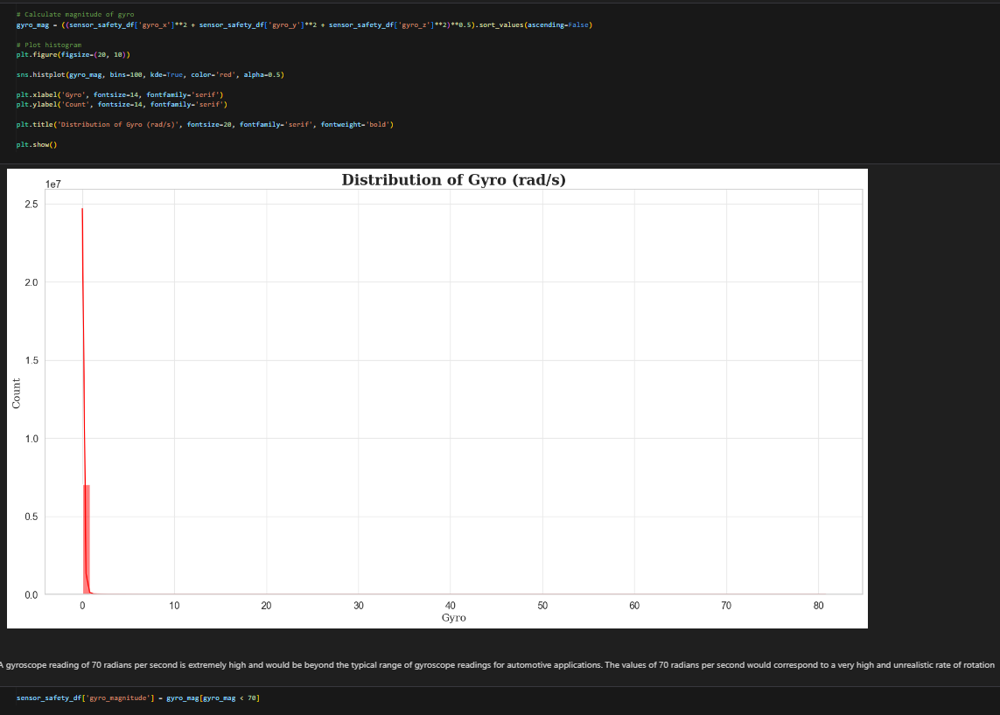 # Calculate magnitude of gyro
gyro_mag = ((sensor_safety_df['gyro_x']**2 + sensor_safety_df['gyro_y']**2 + sensor_safety_df['gyro_z']**2)**0.5).sort_values(ascending=False)
# Plot histogram
plt.figure(figsize=(20, 10))
sns.histplot(gyro_mag, bins=100, kde=True, color='red', alpha=0.5)
plt.xlabel('Gyro', fontsize=14, fontfamily='serif')
plt.ylabel('Count', fontsize=14, fontfamily='serif')
plt.title('Distribution of Gyro (rad/s)', fontsize=20, fontfamily='serif', fontweight='bold')
plt.show()
Distribution of Gyro (rad/s)
1e7
2.5
2.0
1.5
1.0
0.5
0.0
Count
0 10 20 30 40 50 60 70 80
Gyro
A gyroscope reading of 70 radians per second is extremely high and would be beyond the typical range of gyroscope readings for automotive applications. The values of 70 radians per second would correspond to a very high and unrealistic rate of rotation
sensor_safety_df['gyro_magnitude'] = gyro_mag[gyro_mag < 70]